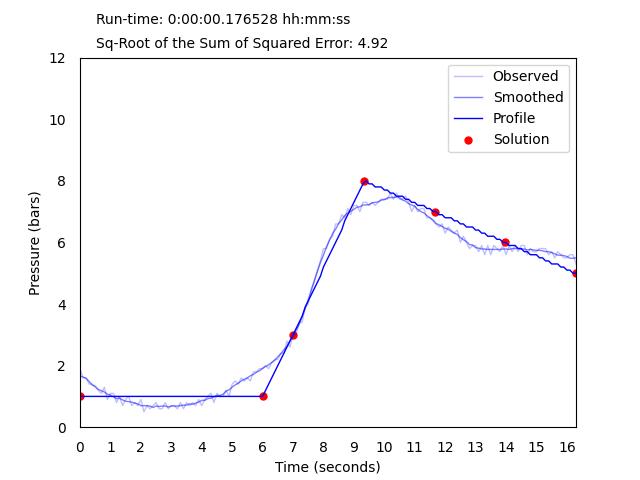 Run-time: 0:00:00.176528 hh:mm:ss
Sq-Root of the Sum of Squared Error: 4.92
12
10
8
6
4
2
0
Pressure (bars)
Observed
Smoothed
Profile
Solution
0 1 2 3 4 5 6 7 8 9 10 11 12 13 14 15 16
Time (seconds)